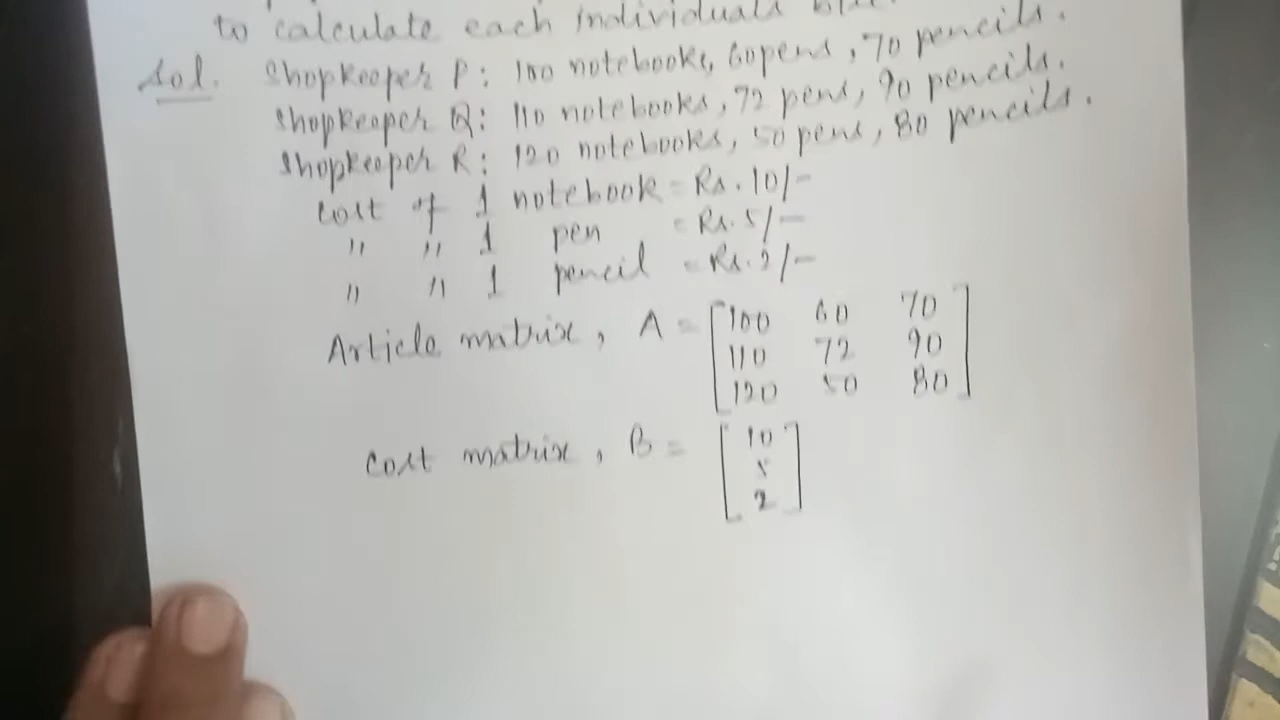 to calculate each individual's
Sol. Shopkeeper P: 100 notebooks, 60 pens, 70 pencils.
Shopkeeper Q: 110 notebooks, 72 pens, 90 pencils.
Shopkeeper R: 120 notebooks, 50 pens, 80 pencils.
Cost of 1 notebook = Rs. 10/-
" " 1 pen = Rs. 5/-
" " 1 pencil = Rs. 2/-
Article matrix, A = [100 60 70
110 72 90
120 50 80]
Cost matrix, B = [10
5
2]